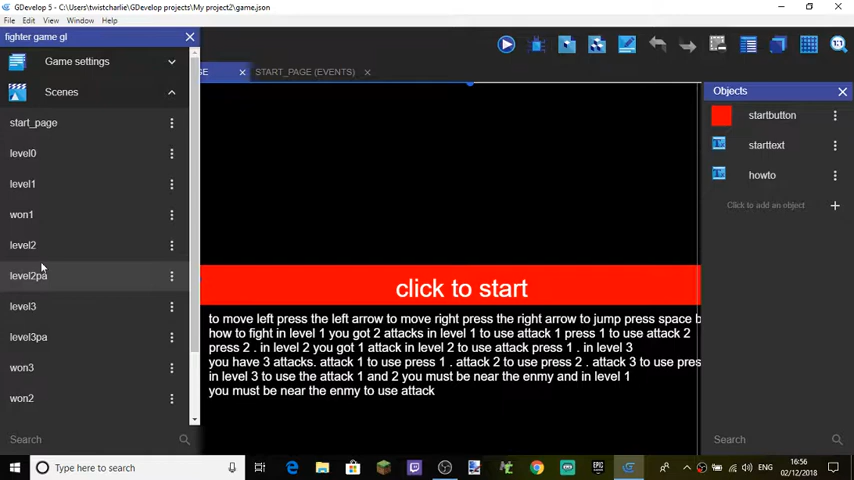 GDevelop 5 - C:\Users\twistcharlie\GDevelop projects\My project2\game.json
File Edit View Window Help
fighter game gl
Game settings
Scenes
start_page
level0
level1
won1
level2
level2pa
level3
level3pa
won3
won2
Search
GE
START_PAGE (EVENTS)
click to start
to move left press the left arrow to move right press the right arrow to jump press space b
how to fight in level 1 you got 2 attacks in level 1 to use attack 1 press 1 to use attack 2
press 2 . in level 2 you got 1 attack in level 2 to use attack press 1 . in level 3
you have 3 attacks. attack 1 to use press 1 . attack 2 to use press 2 . attack 3 to use pres
in level 3 to use the attack 1 and 2 you must be near the enmy and in level 1
you must be near the enmy to use attack
Objects
startbutton
starttext
howto
Click to add an object
Search
Type here to search
EPIC
ENG
16:56
02/12/2018